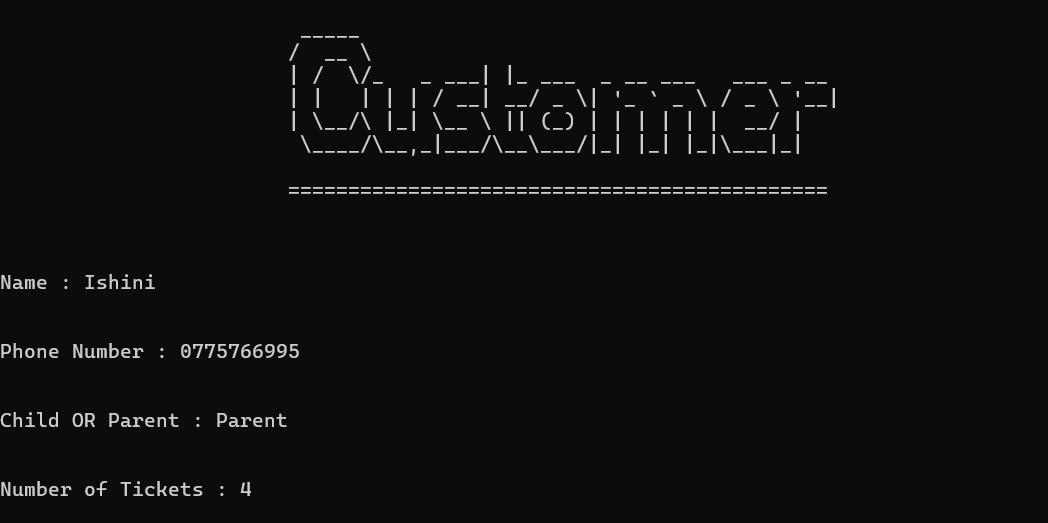 Customer
Name : Ishini
Phone Number : 0775766995
Child OR Parent : Parent
Number of Tickets : 4